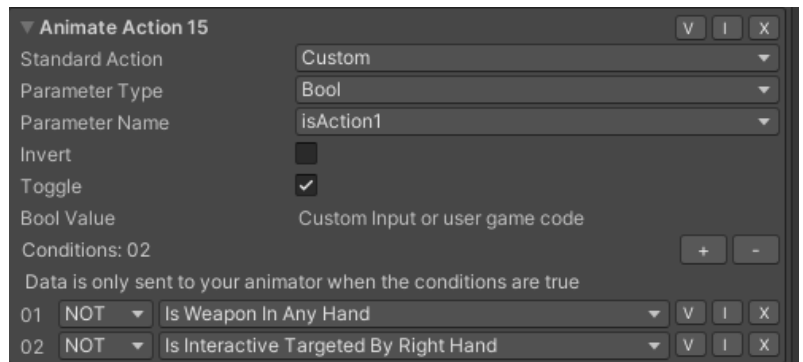 Animate Action 15 V I X
Standard Action Custom
Parameter Type Bool
Parameter Name isAction1
Invert
Toggle
Bool Value Custom Input or user game code
Conditions: 02 + -
Data is only sent to your animator when the conditions are true
01 NOT Is Weapon In Any Hand V I X
02 NOT Is Interactive Targeted By Right Hand V I X